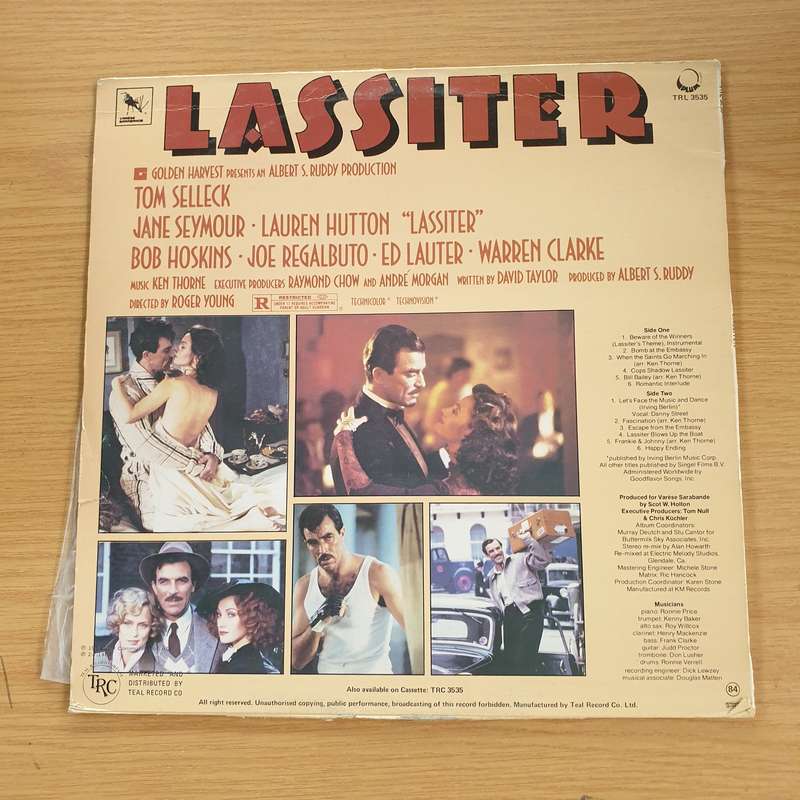 VARESE SARABANDE
LASSITER
TRL 3535
GOLDEN HARVEST PRESENTS AN ALBERT S. RUDDY PRODUCTION
TOM SELLECK
JANE SEYMOUR · LAUREN HUTTON "LASSITER"
BOB HOSKINS · JOE REGALBUTO · ED LAUTER · WARREN CLARKE
MUSIC KEN THORNE EXECUTIVE PRODUCERS RAYMOND CHOW AND ANDRÉ MORGAN WRITTEN BY DAVID TAYLOR PRODUCED BY ALBERT S. RUDDY
DIRECTED BY ROGER YOUNG R RESTRICTED TECHNICOLOR® TECHNOVISION®
UNDER 17 REQUIRES ACCOMPANYING
PARENT OR ADULT GUARDIAN
Side One
1. Beware of the Winners
(Lassiter's Theme), Instrumental
2. Bomb at the Embassy
3. When the Saints Go Marching In
(arr. Ken Thorne)
4. Cops Shadow Lassiter
5. Bill Bailey (arr. Ken Thorne)
6. Romantic Interlude
Side Two
1. Let's Face the Music and Dance
(Irving Berlin)*
Vocal: Danny Street
2. Fascination (arr. Ken Thorne)
3. Escape from the Embassy
4. Lassiter Blows Up the Boat
5. Frankie & Johnny (arr. Ken Thorne)
6. Happy Ending
*published by Irving Berlin Music Corp.
All other titles published by Singel Films B.V.
Administered Worldwide by
Goodflavor Songs, Inc.
Produced for Varèse Sarabande
by Scot W. Holton
Executive Producers: Tom Null
& Chris Küchler
Album Coordinators:
Murray Deutch and Stu Cantor for
Buttermilk Sky Associates, Inc.
Stereo re-mix by Alan Howarth
Re-mixed at Electric Melody Studios,
Glendale, Ca.
Mastering Engineer: Michele Stone
Matrix: Ric Hancock
Production Coordinator: Karen Stone
Manufactured at KM Records
Musicians
piano: Ronnie Price
trumpet: Kenny Baker
alto sax: Roy Willcox
clarinet: Henry Mackenzie
bass: Frank Clarke
guitar: Judd Proctor
trombone: Don Lusher
drums: Ronnie Verrell
recording engineer: Dick Lewzey
musical associate: Douglas Matten
TRC
MARKETED AND
DISTRIBUTED BY
TEAL RECORD CO
Also available on Cassette: TRC 3535
84
All right reserved. Unauthorised copying, public performance, broadcasting of this record forbidden. Manufactured by Teal Record Co. Ltd.